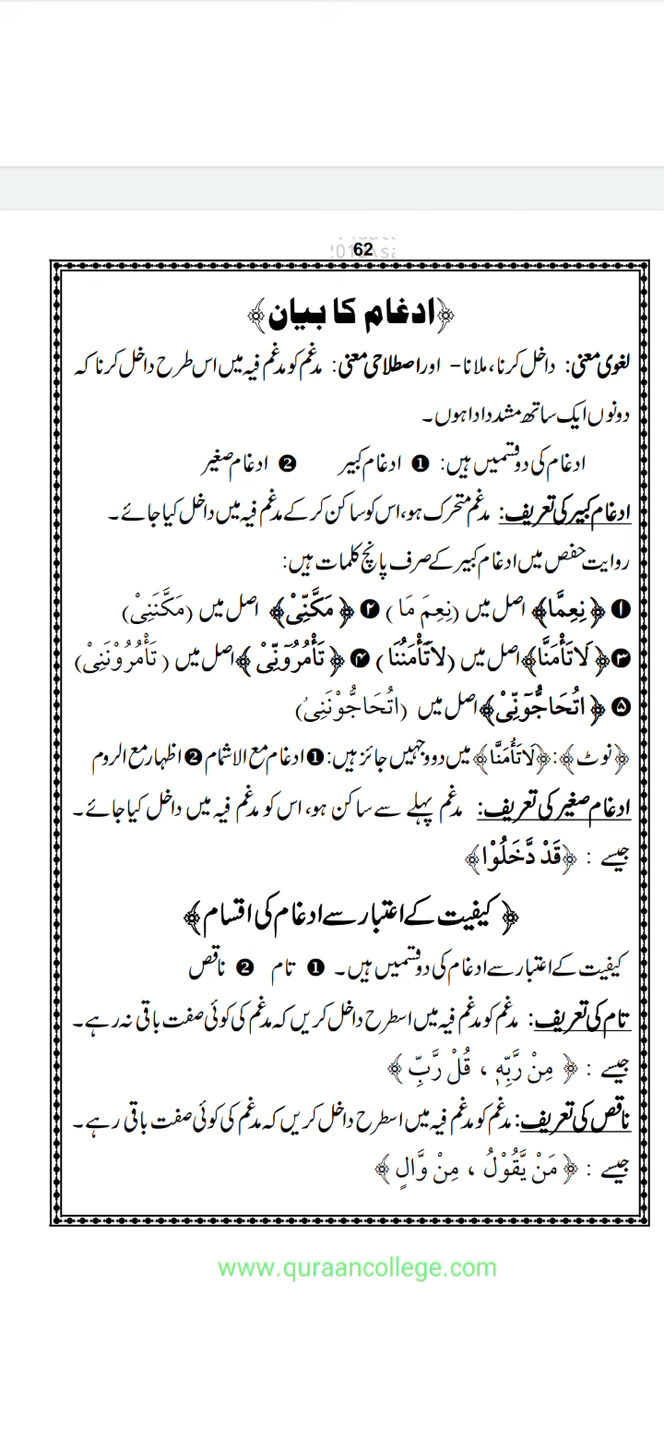 62
﴿ادغام کا بیان﴾
لغوی معنی: داخل کرنا، ملانا - اور اصطلاحی معنی: مدغم کو مدغم فیہ میں اس طرح داخل کرنا کہ
دونوں ایک ساتھ مشدد ادا ہوں۔
ادغام کی دو قسمیں ہیں: ❶ ادغام کبیر ❷ ادغام صغیر
ادغام کبیر کی تعریف: مدغم متحرک ہو، اس کو ساکن کر کے مدغم فیہ میں داخل کیا جائے۔
روایت حفص میں ادغام کبیر کے صرف پانچ کلمات ہیں:
۱ ﴿نِعِمَّا﴾ اصل میں (نِعِمَ مَا) ۲ ﴿مَكَّنِّیْ﴾ اصل میں (مَكَّنَنِیْ)
۳ ﴿لَا تَأْمَنَّا﴾ اصل میں (لَا تَأْمَنُنَا) ۴ ﴿تَأْمُرُوٓنِّیْ﴾ اصل میں (تَأْمُرُوْنَنِیْ)
۵ ﴿اَتُحَآجُّوٓنِّیْ﴾ اصل میں (اَتُحَاجُّوْنَنِیْ)
﴿نوٹ﴾: ﴿لَا تَأْمَنَّا﴾ میں دو وجہیں جائز ہیں: ❶ ادغام مع الاشمام ❷ اظہار مع الروم
ادغام صغیر کی تعریف: مدغم پہلے سے ساکن ہو، اس کو مدغم فیہ میں داخل کیا جائے۔
جیسے : ﴿قَدْ دَّخَلُوْا﴾
﴿کیفیت کے اعتبار سے ادغام کی اقسام﴾
کیفیت کے اعتبار سے ادغام کی دو قسمیں ہیں۔ ❶ تام ❷ ناقص
تام کی تعریف: مدغم کو مدغم فیہ میں اسطرح داخل کریں کہ مدغم کی کوئی صفت باقی نہ رہے۔
جیسے : ﴿مِنْ رَّبِّهٖ ، قُلْ رَّبِّ﴾
ناقص کی تعریف: مدغم کو مدغم فیہ میں اسطرح داخل کریں کہ مدغم کی کوئی صفت باقی رہے۔
جیسے : ﴿مَنْ يَّقُوْلُ ، مِنْ وَّالٍ﴾
www.quraancollege.com